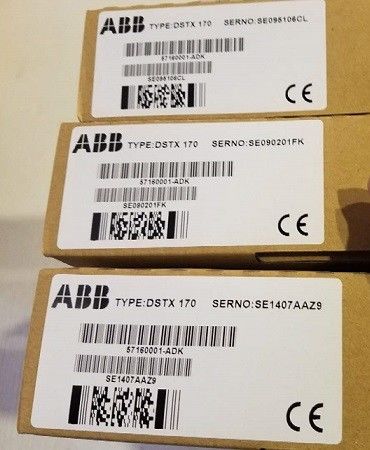 ABB TYPE:DSTX 170 SERNO:SE095106CL
57160001-ADK
SE095106CL
CE
ABB TYPE:DSTX 170 SERNO:SE090201FK
57160001-ADK
SE090201FK
CE
ABB TYPE:DSTX 170 SERNO:SE1407AAZ9
57160001-ADK
SE1407AAZ9
CE